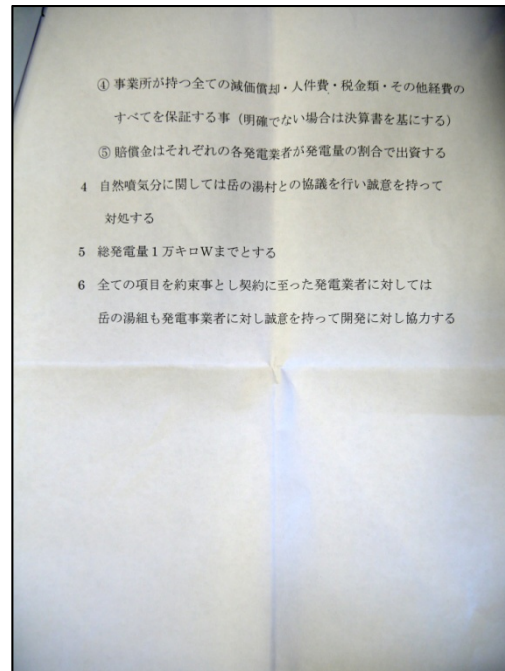 ④ 事業所が持つ全ての減価償却・人件費・税金類・その他経費の
すべてを保証する事（明確でない場合は決算書を基にする）
⑤ 賠償金はそれぞれの各発電業者が発電量の割合で出資する
4 自然噴気分に関しては岳の湯村との協議を行い誠意を持って
対処する
5 総発電量１万キロWまでとする
6 全ての項目を約束事とし契約に至った発電業者に対しては
岳の湯組も発電事業者に対し誠意を持って開発に対し協力する